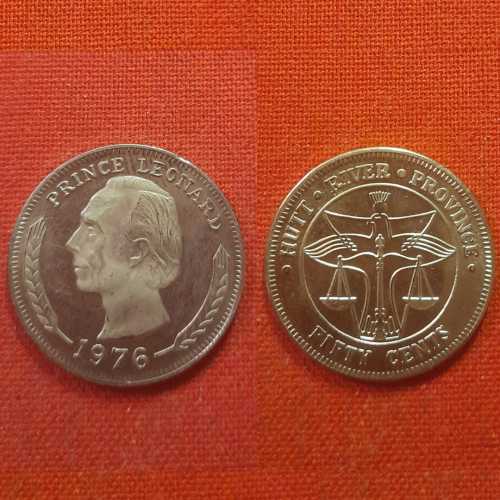 PRINCE LEONARD
1976
HUTT · RIVER · PROVINCE
FIFTY CENTS